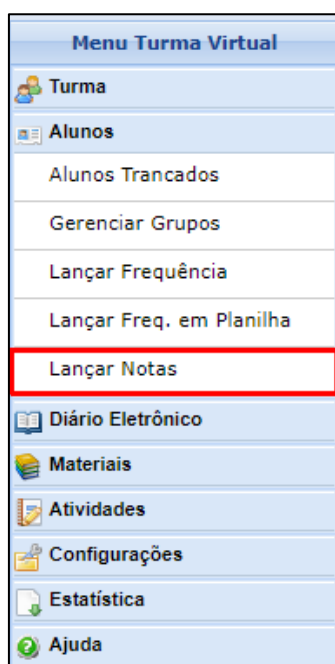 Menu Turma Virtual
Turma
Alunos
Alunos Trancados
Gerenciar Grupos
Lançar Frequência
Lançar Freq. em Planilha
Lançar Notas
Diário Eletrônico
Materiais
Atividades
Configurações
Estatística
Ajuda